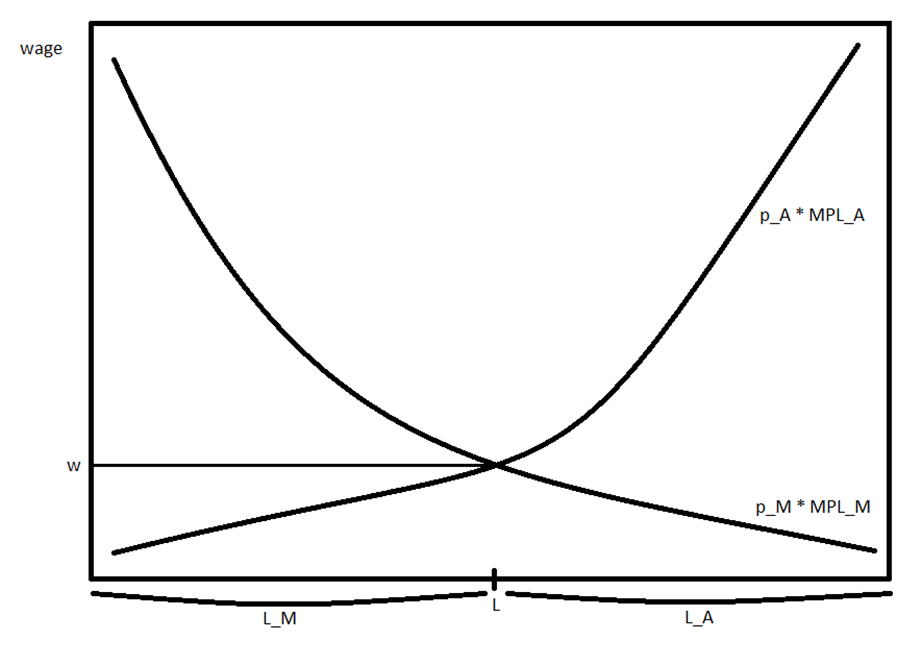 wage
p_A * MPL_A
w
p_M * MPL_M
L
L_M
L_A